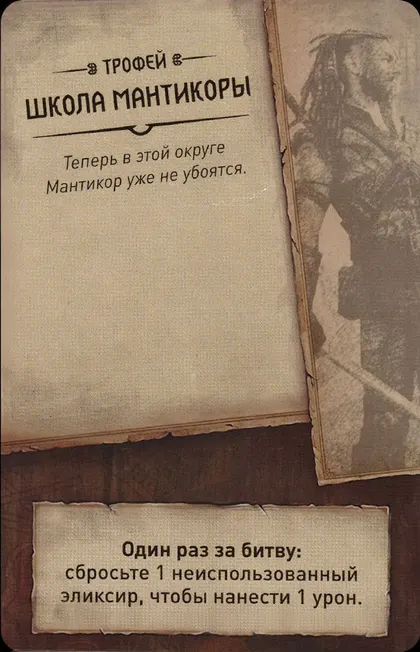 ТРОФЕЙ
ШКОЛА МАНТИКОРЫ
Теперь в этой округе
Мантикор уже не убоятся.
Один раз за битву:
сбросьте 1 неиспользованный
эликсир, чтобы нанести 1 урон.